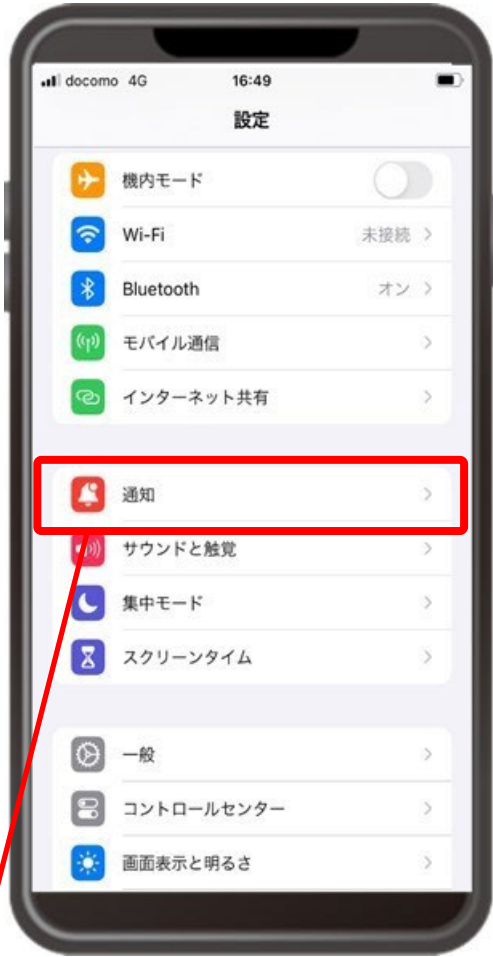 docomo 4G 16:49
設定
機内モード
Wi-Fi 未接続
Bluetooth オン
モバイル通信
インターネット共有
通知
サウンドと触覚
集中モード
スクリーンタイム
一般
コントロールセンター
画面表示と明るさ